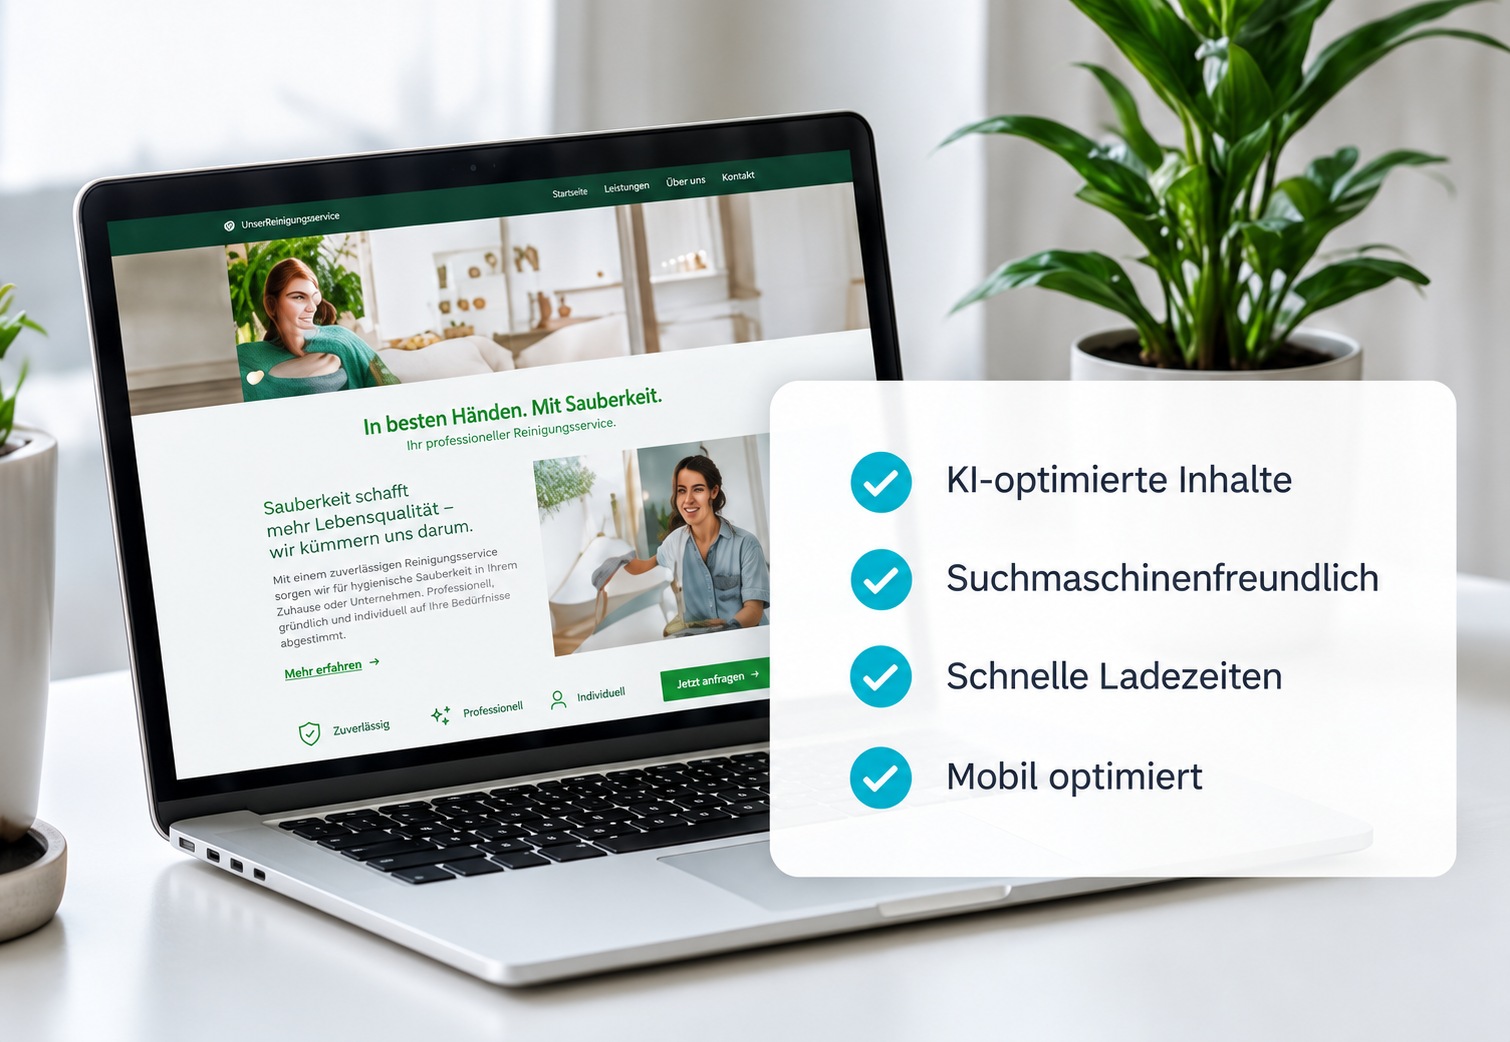 UnserReinigungsservice
Startseite Leistungen Über uns Kontakt
In besten Händen. Mit Sauberkeit.
Ihr professioneller Reinigungsservice.
Sauberkeit schafft
mehr Lebensqualität –
wir kümmern uns darum.
Mit einem zuverlässigen Reinigungsservice
sorgen wir für hygienische Sauberkeit in Ihrem
Zuhause oder Unternehmen. Professionell,
gründlich und individuell auf Ihre Bedürfnisse
abgestimmt.
Mehr erfahren →
Zuverlässig
Professionell
Individuell
Jetzt anfragen →
KI-optimierte Inhalte
Suchmaschinenfreundlich
Schnelle Ladezeiten
Mobil optimiert